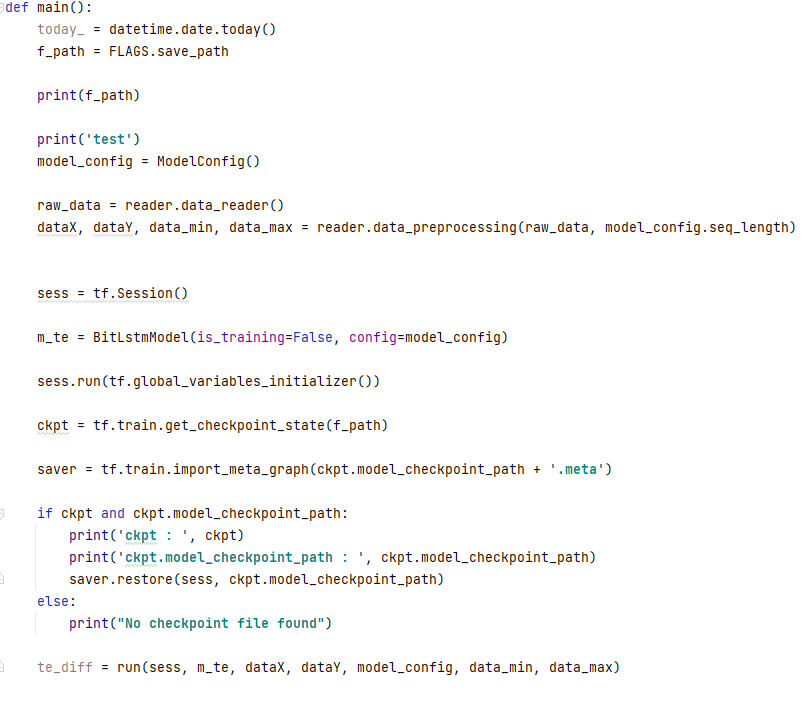 def main():
    today_ = datetime.date.today()
    f_path = FLAGS.save_path
    print(f_path)
    print('test')
    model_config = ModelConfig()
    raw_data = reader.data_reader()
    dataX, dataY, data_min, data_max = reader.data_preprocessing(raw_data, model_config.seq_length)
    sess = tf.Session()
    m_te = BitLstmModel(is_training=False, config=model_config)
    sess.run(tf.global_variables_initializer())
    ckpt = tf.train.get_checkpoint_state(f_path)
    saver = tf.train.import_meta_graph(ckpt.model_checkpoint_path + '.meta')
    if ckpt and ckpt.model_checkpoint_path:
        print('ckpt : ', ckpt)
        print('ckpt.model_checkpoint_path : ', ckpt.model_checkpoint_path)
        saver.restore(sess, ckpt.model_checkpoint_path)
    else:
        print("No checkpoint file found")
    te_diff = run(sess, m_te, dataX, dataY, model_config, data_min, data_max)